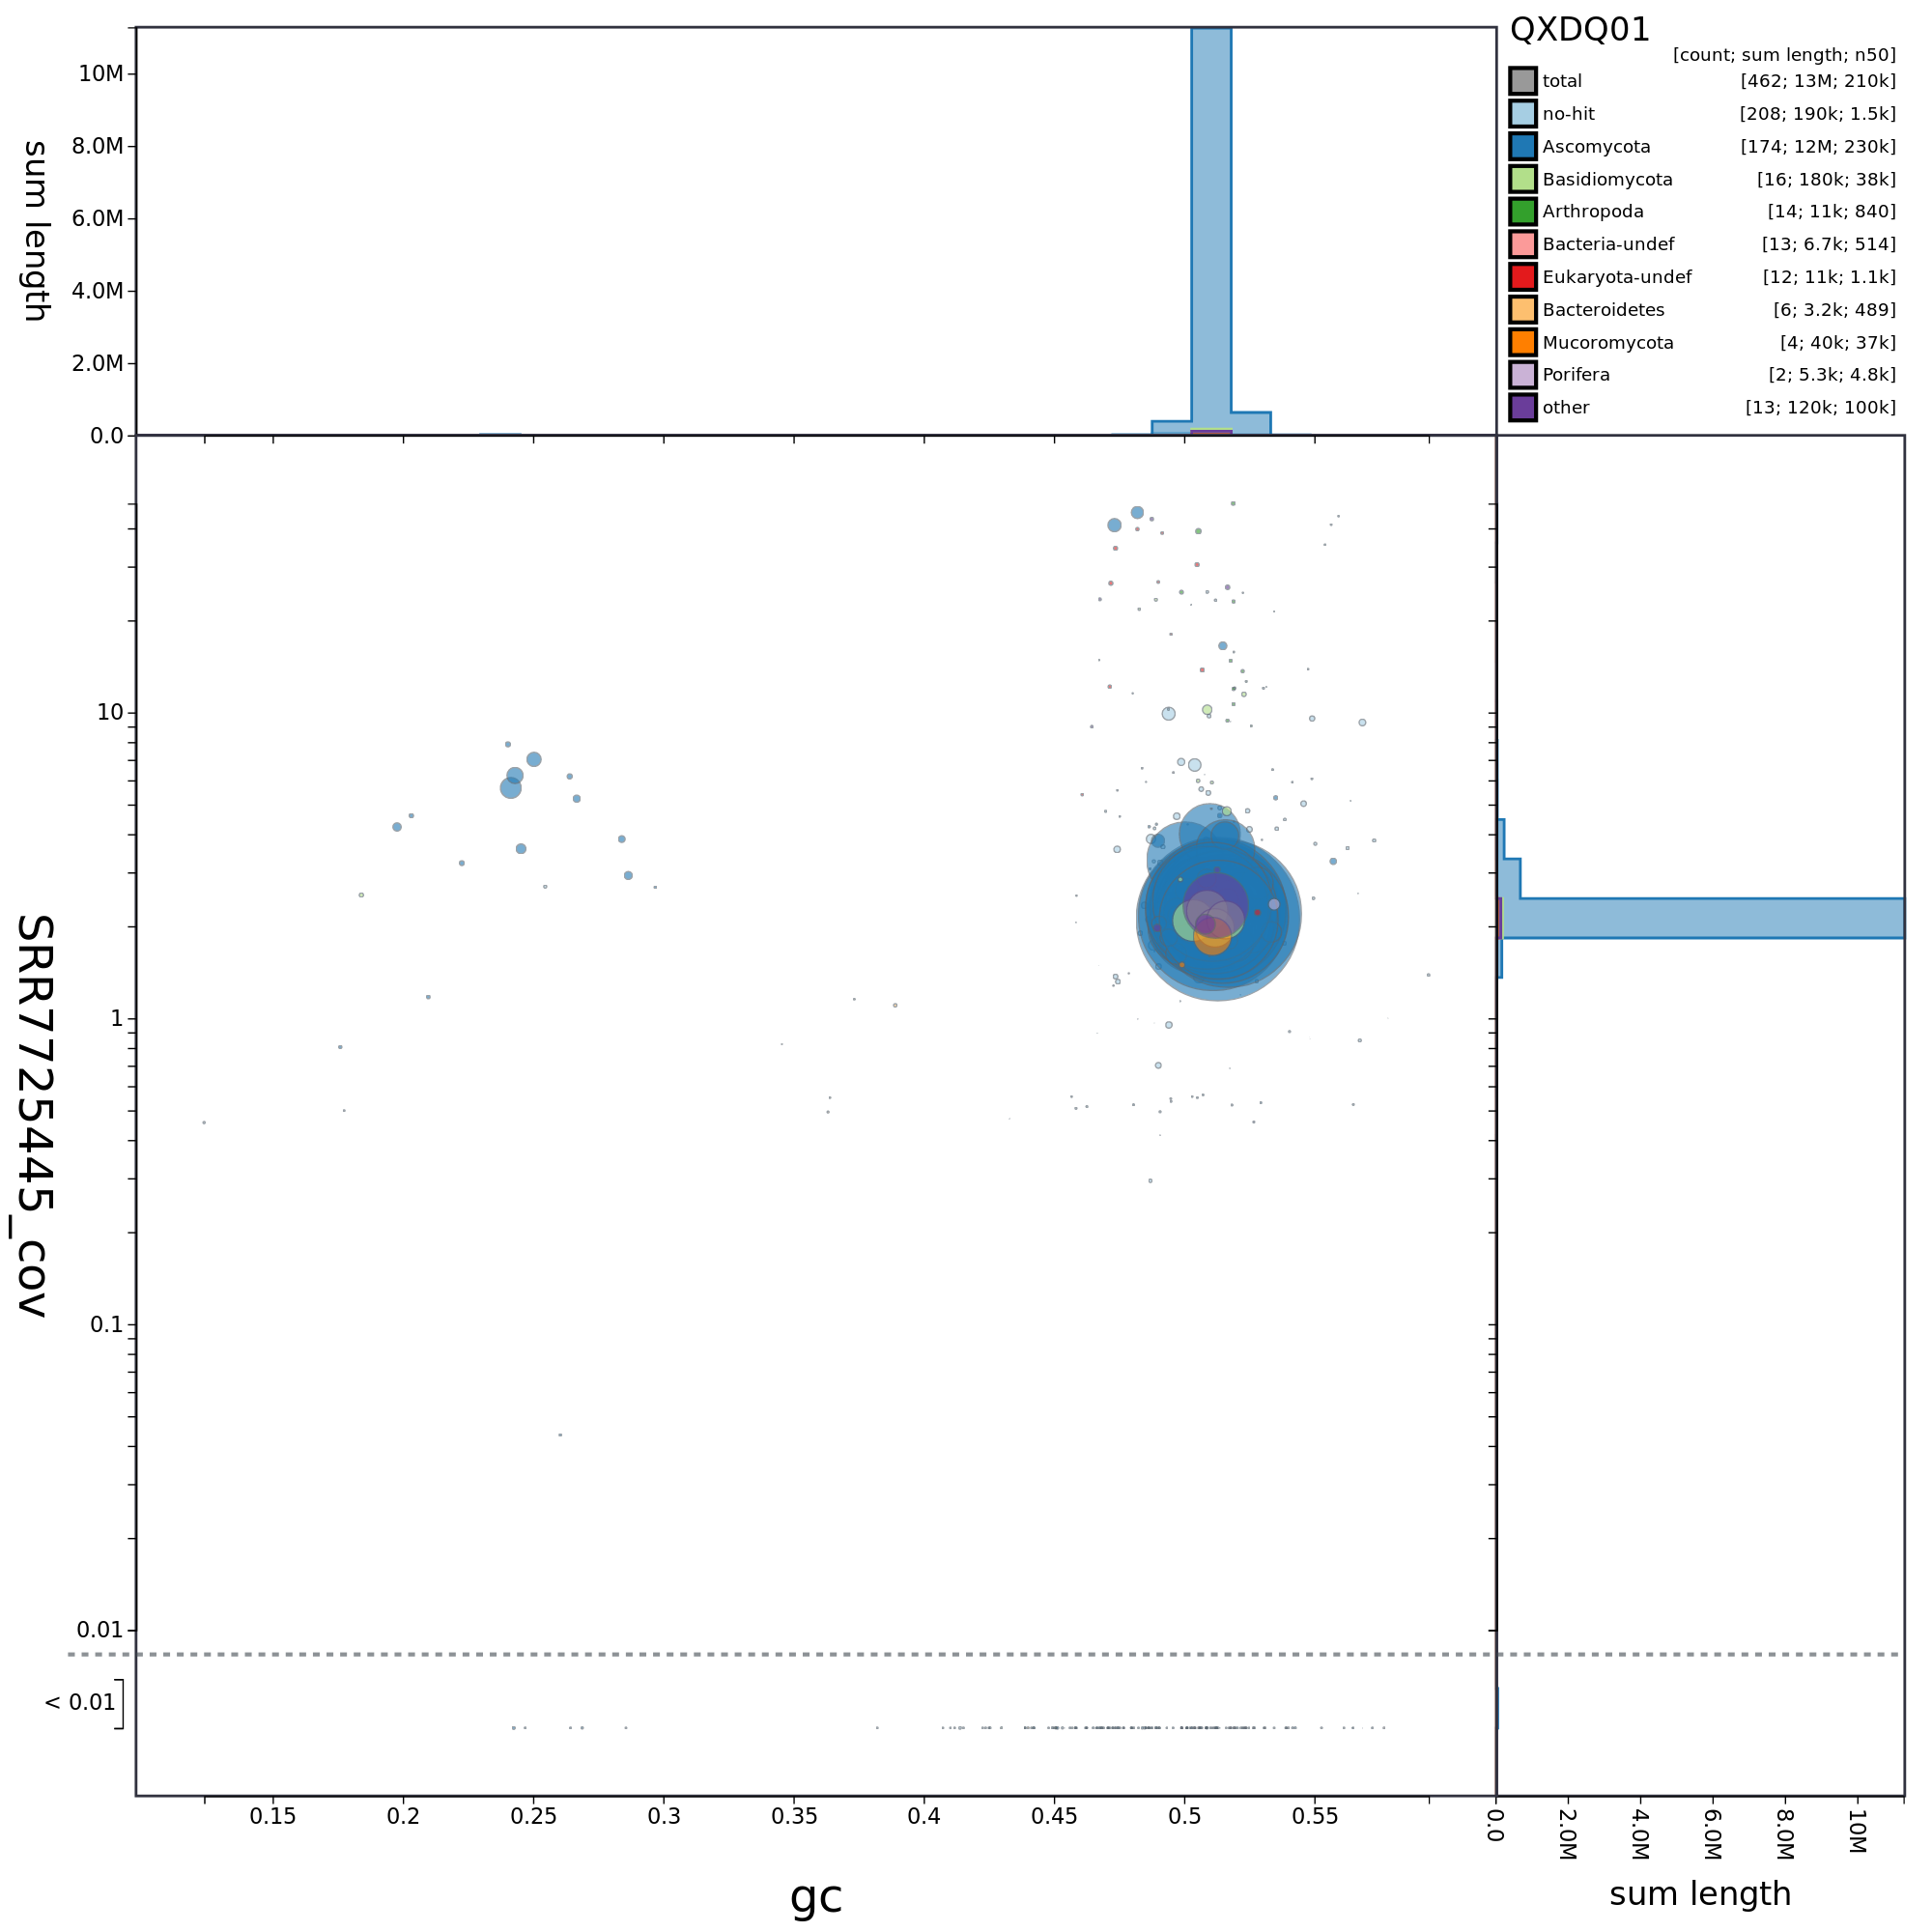 QXDQ01
[count; sum length; n50]
total [462; 13M; 210k]
no-hit [208; 190k; 1.5k]
Ascomycota [174; 12M; 230k]
Basidiomycota [16; 180k; 38k]
Arthropoda [14; 11k; 840]
Bacteria-undef [13; 6.7k; 514]
Eukaryota-undef [12; 11k; 1.1k]
Bacteroidetes [6; 3.2k; 489]
Mucoromycota [4; 40k; 37k]
Porifera [2; 5.3k; 4.8k]
other [13; 120k; 100k]
sum length
10M
8.0M
6.0M
4.0M
2.0M
0.0
SRR7725445_cov
10
1
0.1
0.01
< 0.01
0.15 0.2 0.25 0.3 0.35 0.4 0.45 0.5 0.55
gc
0.0 2.0M 4.0M 6.0M 8.0M 10M
sum length